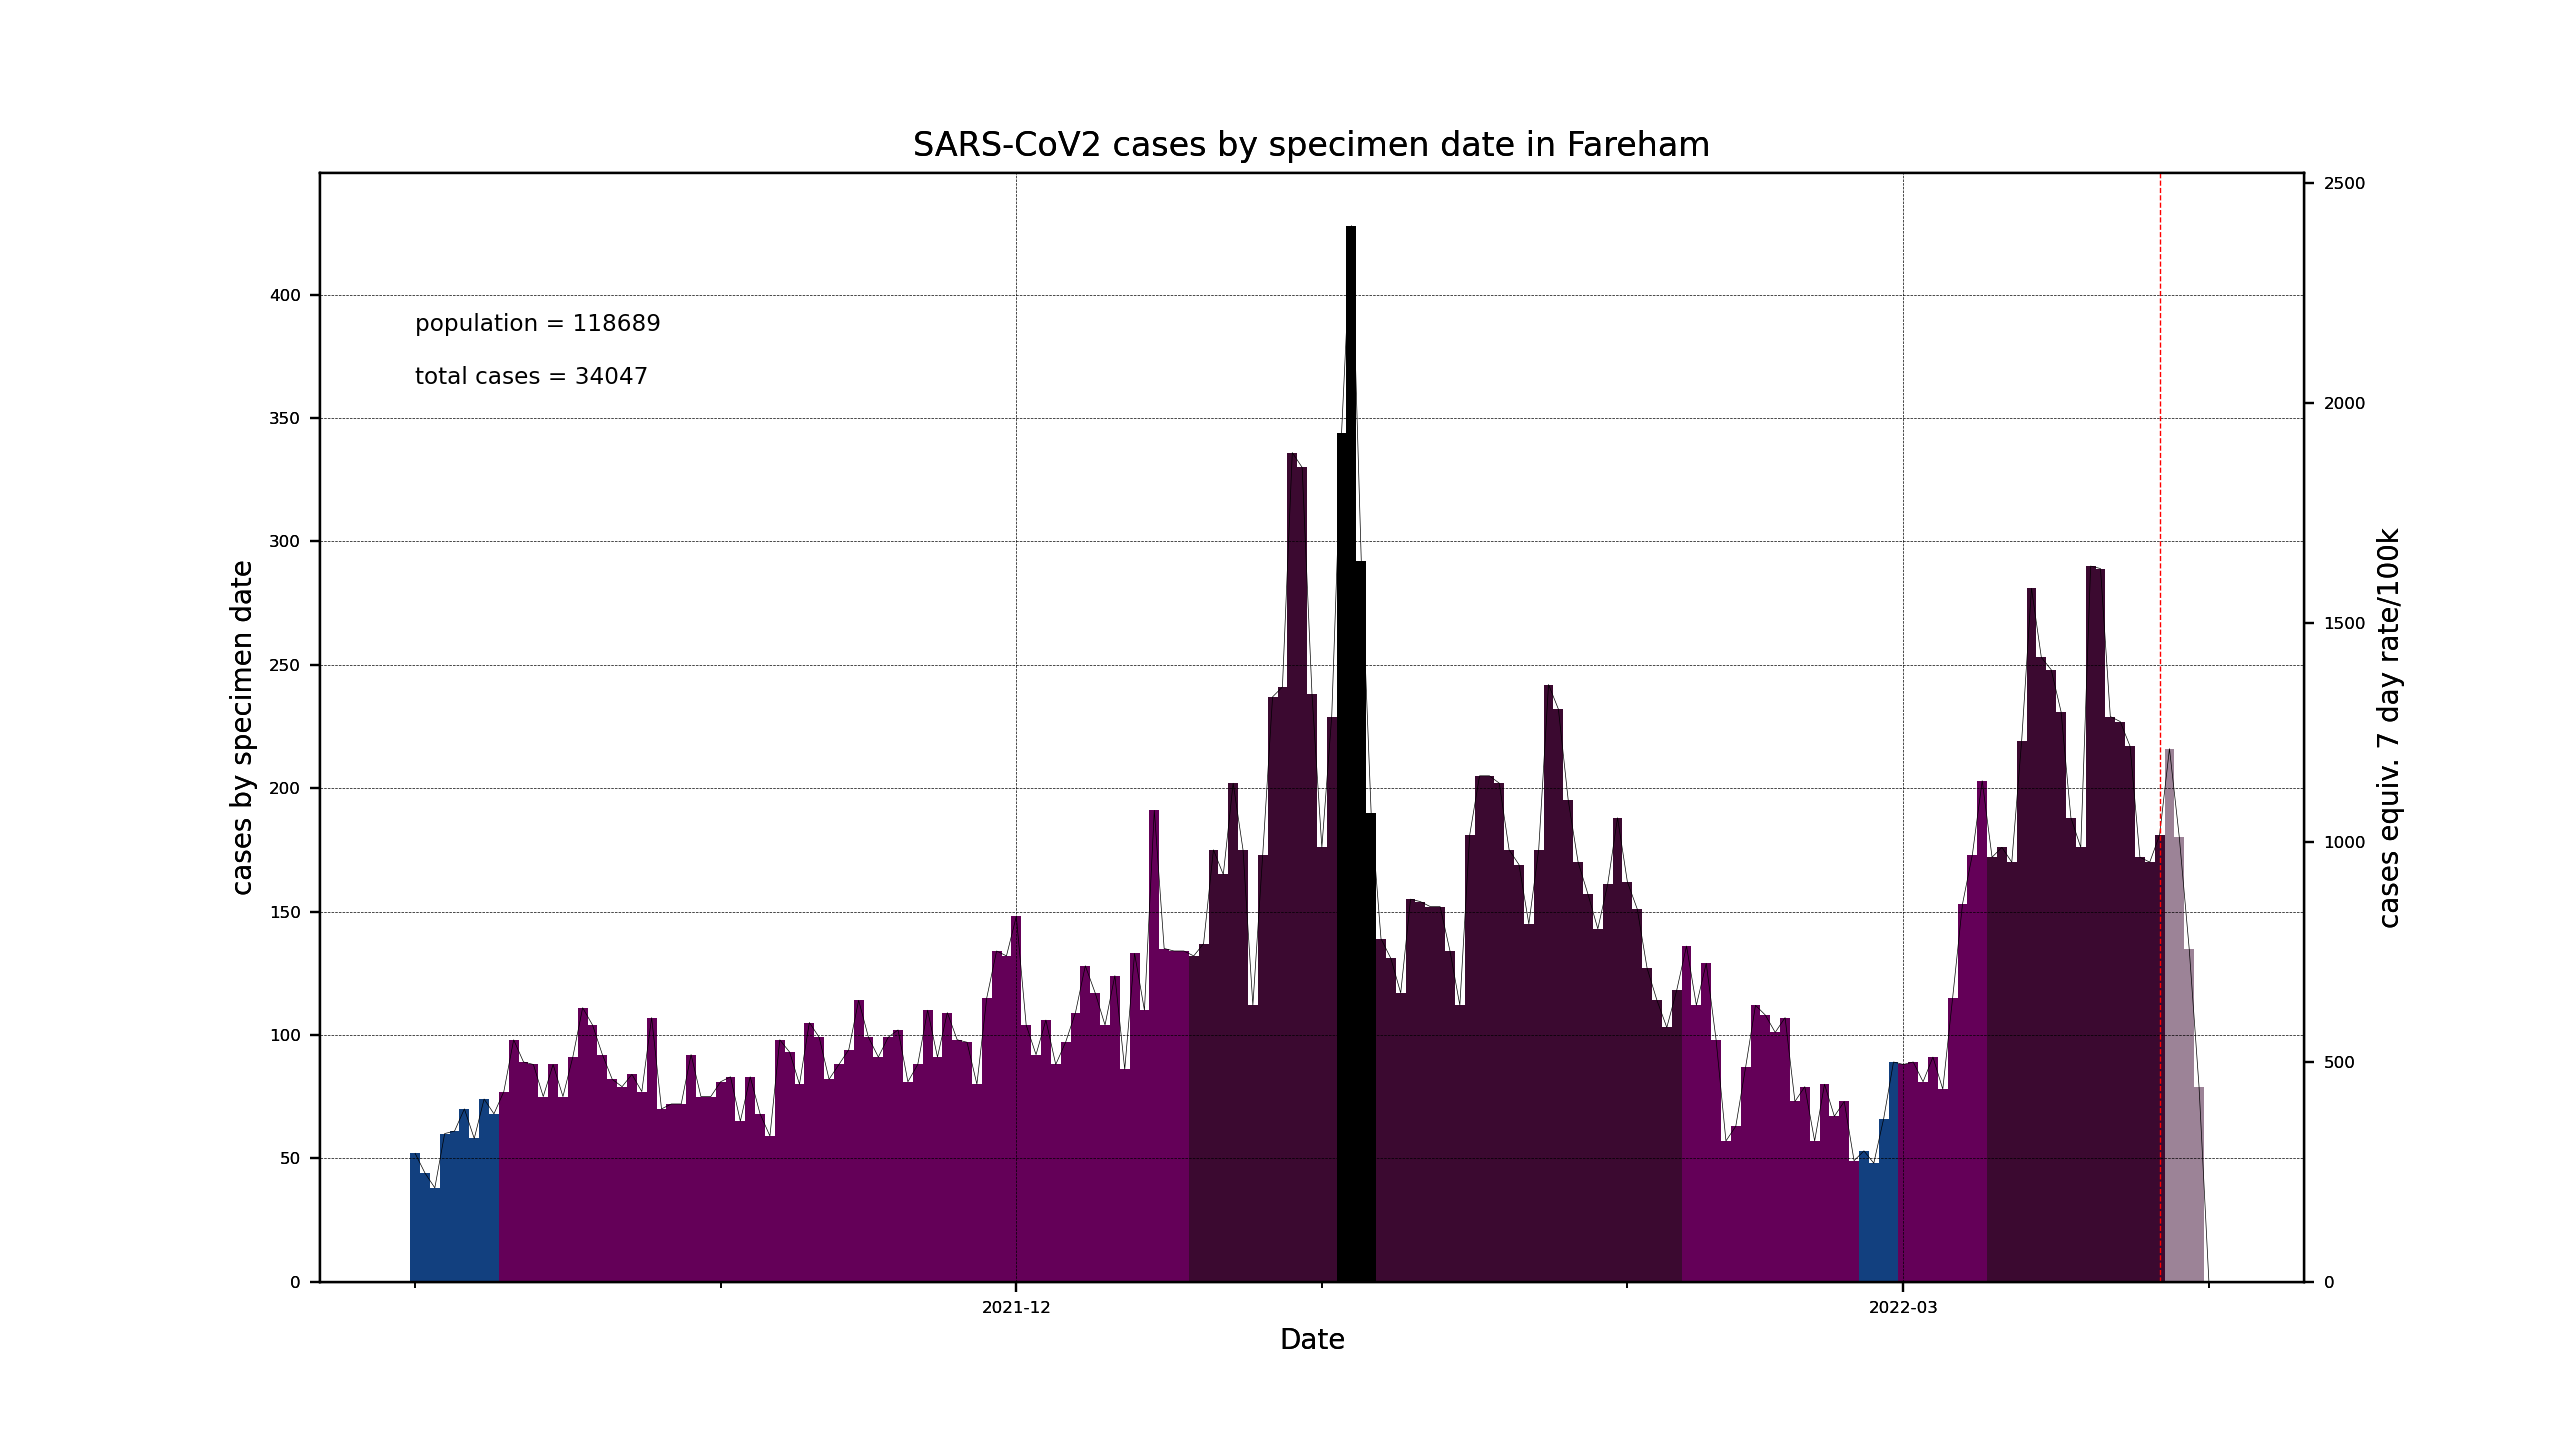 SARS-CoV2 cases by specimen date in Fareham
population = 118689
total cases = 34047
cases by specimen date
400
350
300
250
200
150
100
50
0
2500
2000
1500
1000
500
0
cases equiv. 7 day rate/100k
2021-12
2022-03
Date